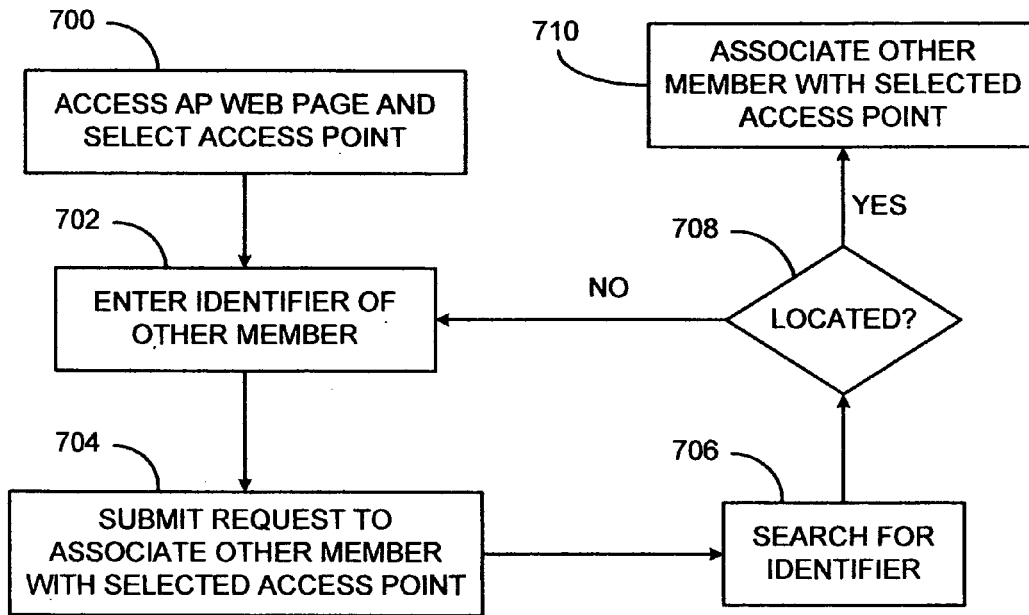 700
ACCESS AP WEB PAGE AND
SELECT ACCESS POINT
702
ENTER IDENTIFIER OF
OTHER MEMBER
704
SUBMIT REQUEST TO
ASSOCIATE OTHER MEMBER
WITH SELECTED ACCESS POINT
706
SEARCH FOR
IDENTIFIER
708
LOCATED?
NO
YES
710
ASSOCIATE OTHER
MEMBER WITH SELECTED
ACCESS POINT